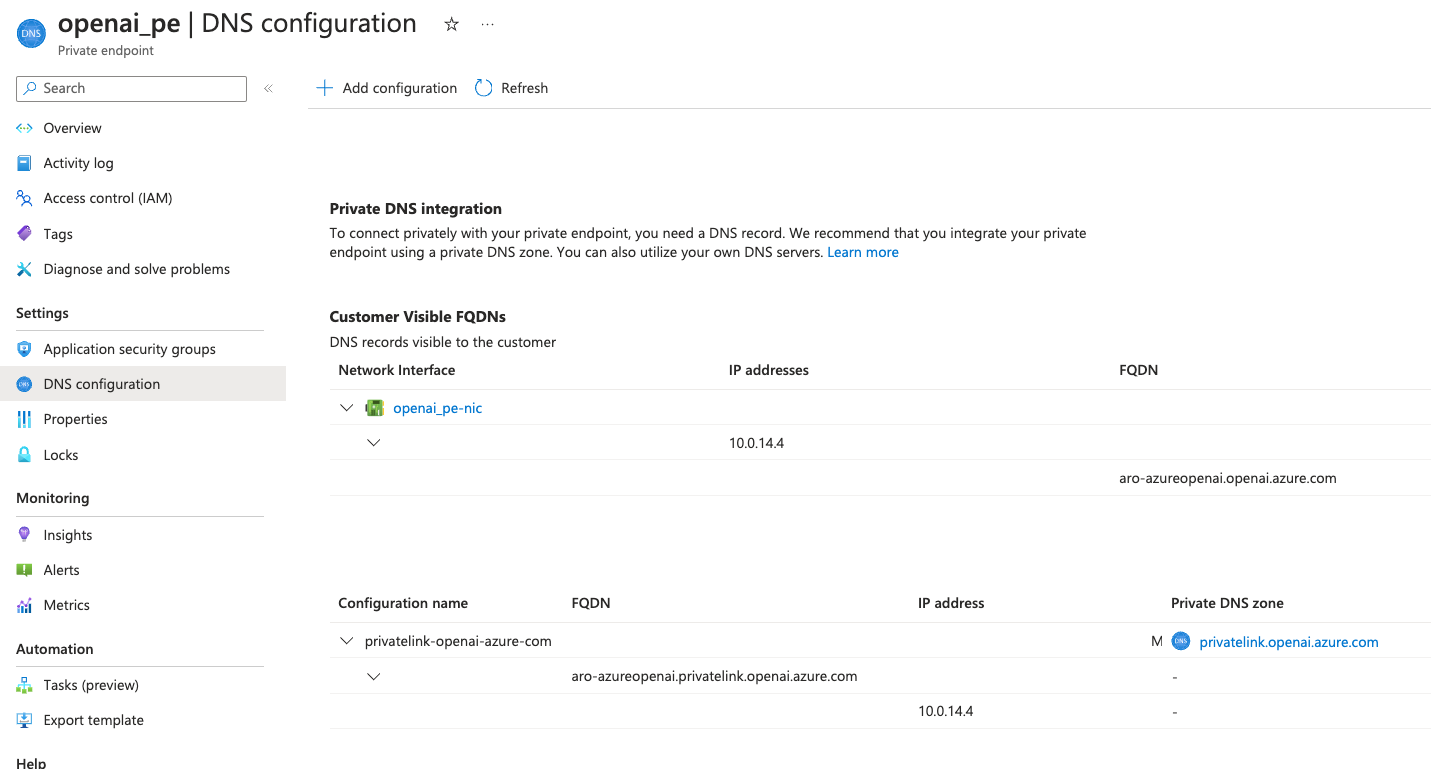 DNS
openai_pe | DNS configuration
Private endpoint
Search
Add configuration
Refresh
Overview
Activity log
Access control (IAM)
Tags
Diagnose and solve problems
Settings
Application security groups
DNS configuration
Properties
Locks
Monitoring
Insights
Alerts
Metrics
Automation
Tasks (preview)
Export template
Help
Private DNS integration
To connect privately with your private endpoint, you need a DNS record. We recommend that you integrate your private
endpoint using a private DNS zone. You can also utilize your own DNS servers. Learn more
Customer Visible FQDNs
DNS records visible to the customer
Network Interface IP addresses FQDN
openai_pe-nic
10.0.14.4
aro-azureopenai.openai.azure.com
Configuration name FQDN IP address Private DNS zone
privatelink-openai-azure-com M DNS privatelink.openai.azure.com
aro-azureopenai.privatelink.openai.azure.com -
10.0.14.4 -